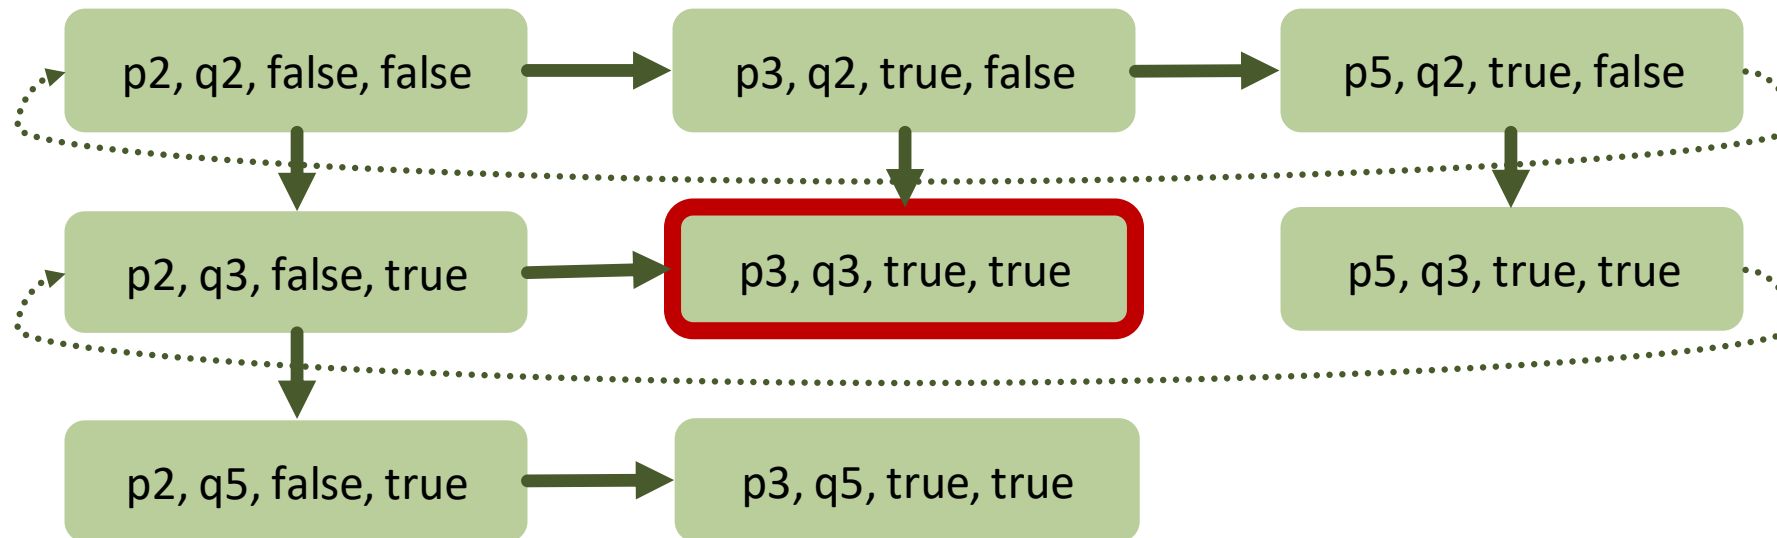 p2, q2, false, false
p3, q2, true, false
p5, q2, true, false
p2, q3, false, true
p3, q3, true, true
p5, q3, true, true
p2, q5, false, true
p3, q5, true, true